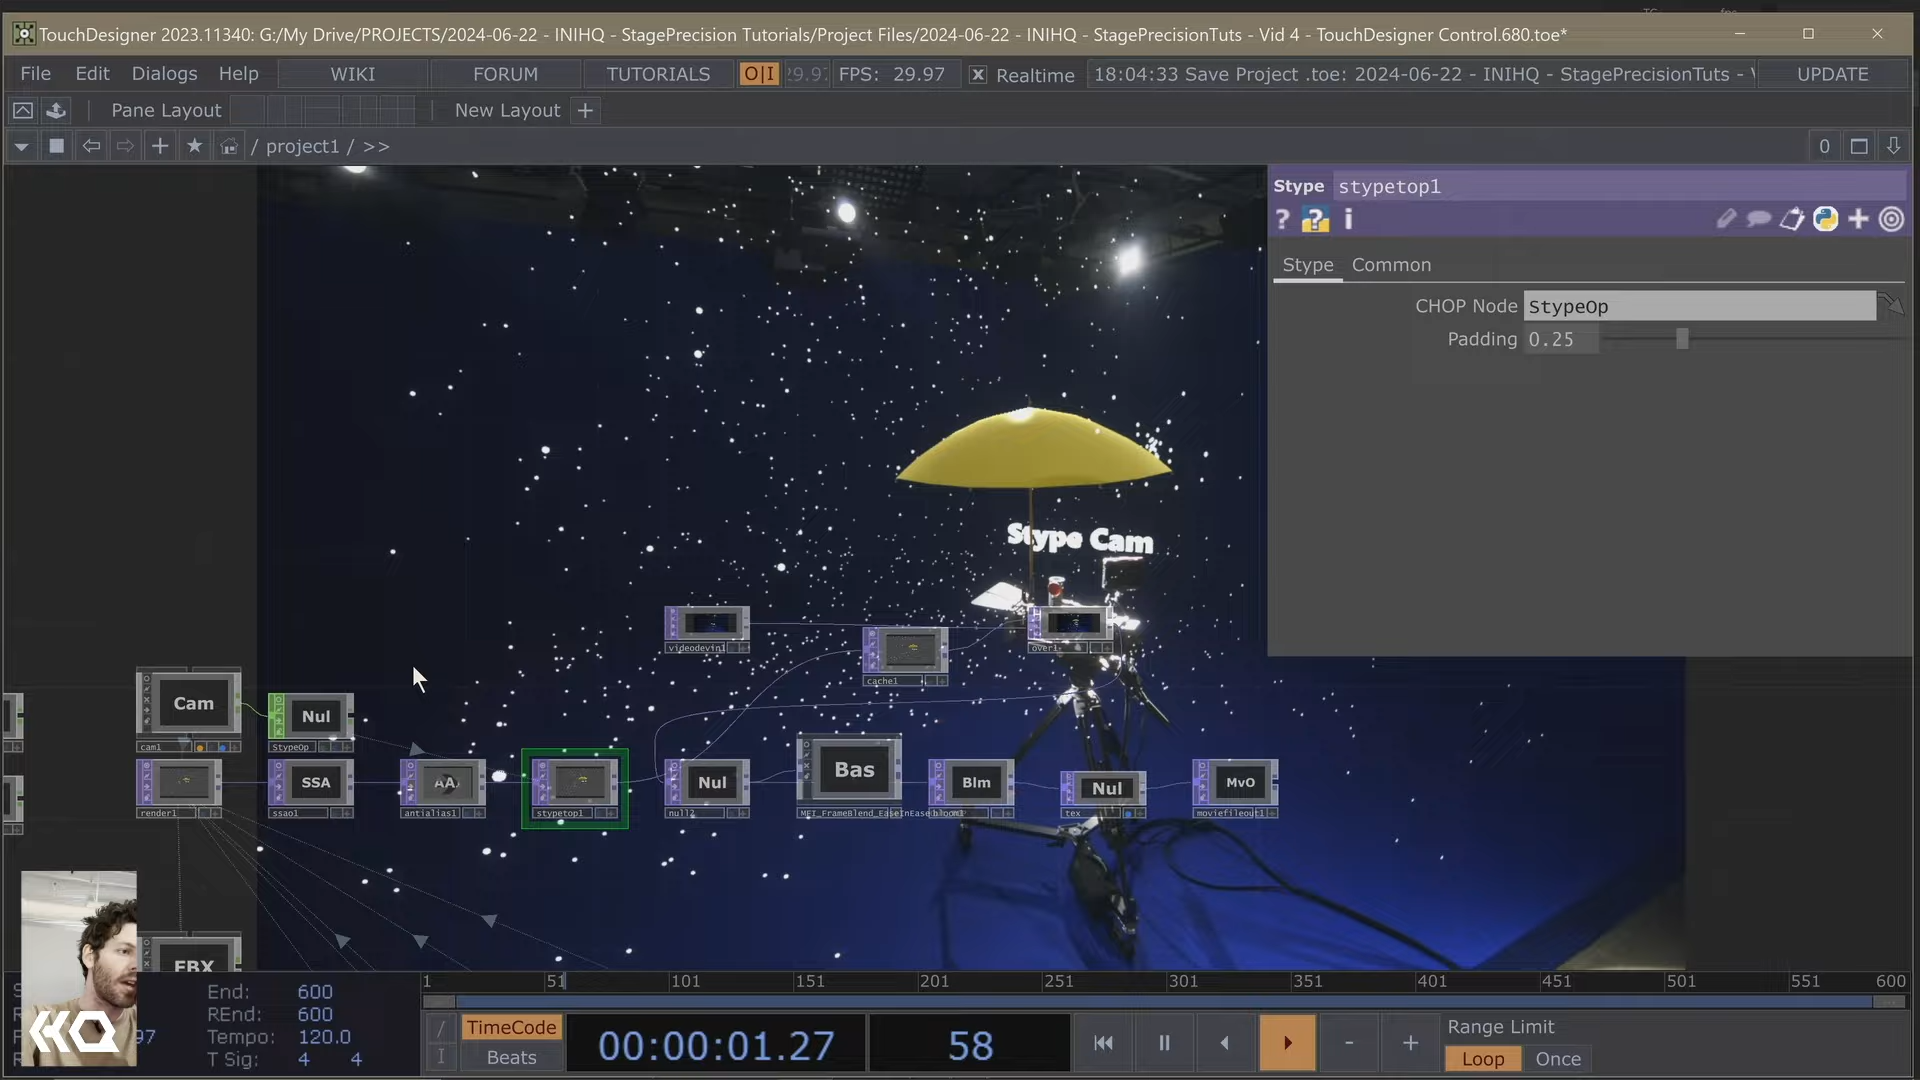 TouchDesigner 2023.11340: G:/My Drive/PROJECTS/2024-06-22 - INIHQ - StagePrecision Tutorials/Project Files/2024-06-22 - INIHQ - StagePrecisionTuts - Vid 4 - TouchDesigner Control.680.toe*
File Edit Dialogs Help WIKI FORUM TUTORIALS O|I FPS: 29.97 X Realtime 18:04:33 Save Project .toe: 2024-06-22 - INIHQ - StagePrecisionTuts - UPDATE
Pane Layout New Layout +
/ project1 / >> 0
Stype stypetop1
? ? i
Stype Common
CHOP Node StypeOp
Padding 0.25
Stype Cam
videodevin1
cache1
over1
Cam
cam1
Nul
StypeOp
render1
SSA
ssao1
AA
antialias1
stypetop1
Nul
null2
Bas
MEI_FrameBlend_EaseInEase
Blm
bloom1
Nul
tex
MvO
moviefileout1
FBX
1 51 101 151 201 251 301 351 401 451 501 551 600
End: 600
REnd: 600
97 Tempo: 120.0
T Sig: 4 4
HQ
/ TimeCode
I Beats
00:00:01.27
58
- +
Range Limit
Loop Once